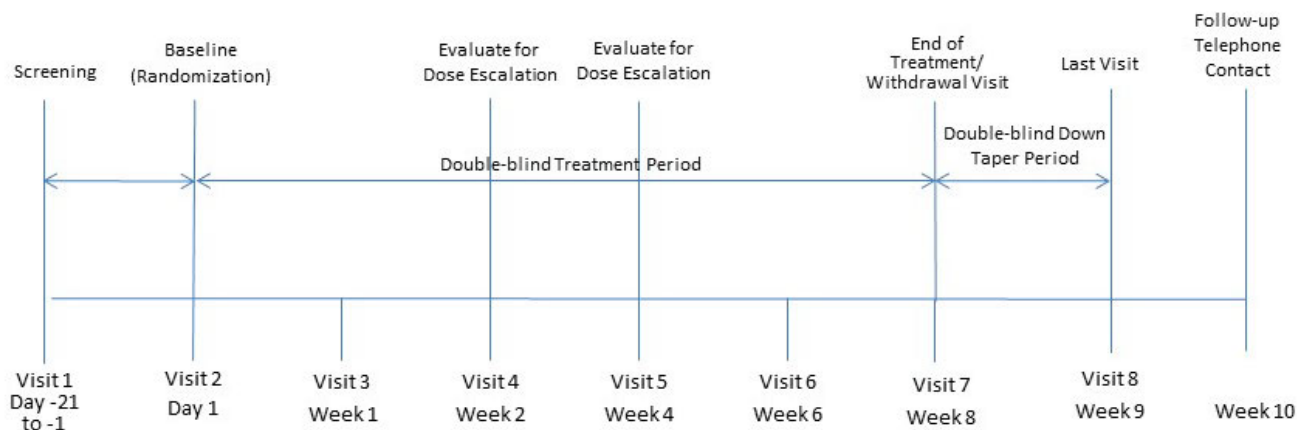 Screening
Baseline
(Randomization)
Evaluate for
Dose Escalation
Evaluate for
Dose Escalation
End of
Treatment/
Withdrawal Visit
Last Visit
Follow-up
Telephone
Contact
Double-blind Treatment Period
Double-blind Down
Taper Period
Visit 1
Day -21
to -1
Visit 2
Day 1
Visit 3
Week 1
Visit 4
Week 2
Visit 5
Week 4
Visit 6
Week 6
Visit 7
Week 8
Visit 8
Week 9
Week 10